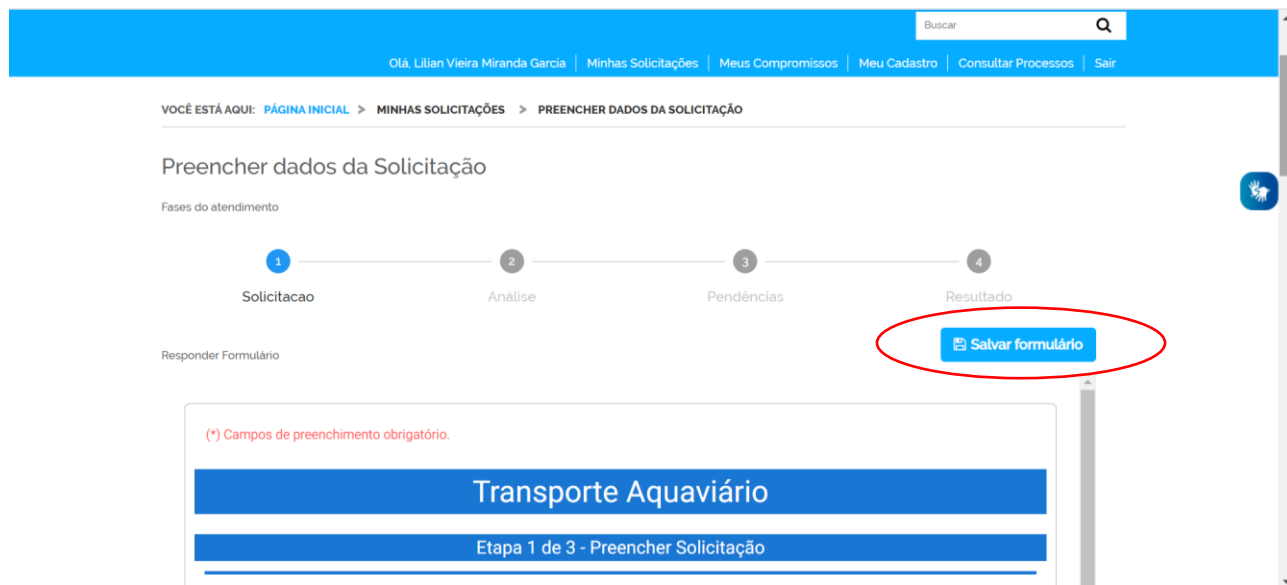 Buscar
Olá, Lilian Vieira Miranda Garcia | Minhas Solicitações | Meus Compromissos | Meu Cadastro | Consultar Processos | Sair
VOCÊ ESTÁ AQUI: PÁGINA INICIAL > MINHAS SOLICITAÇÕES > PREENCHER DADOS DA SOLICITAÇÃO
Preencher dados da Solicitação
Fases do atendimento
1 2 3 4
Solicitacao Análise Pendências Resultado
Salvar formulário
Responder Formulário
(*) Campos de preenchimento obrigatório.
Transporte Aquaviário
Etapa 1 de 3 - Preencher Solicitação